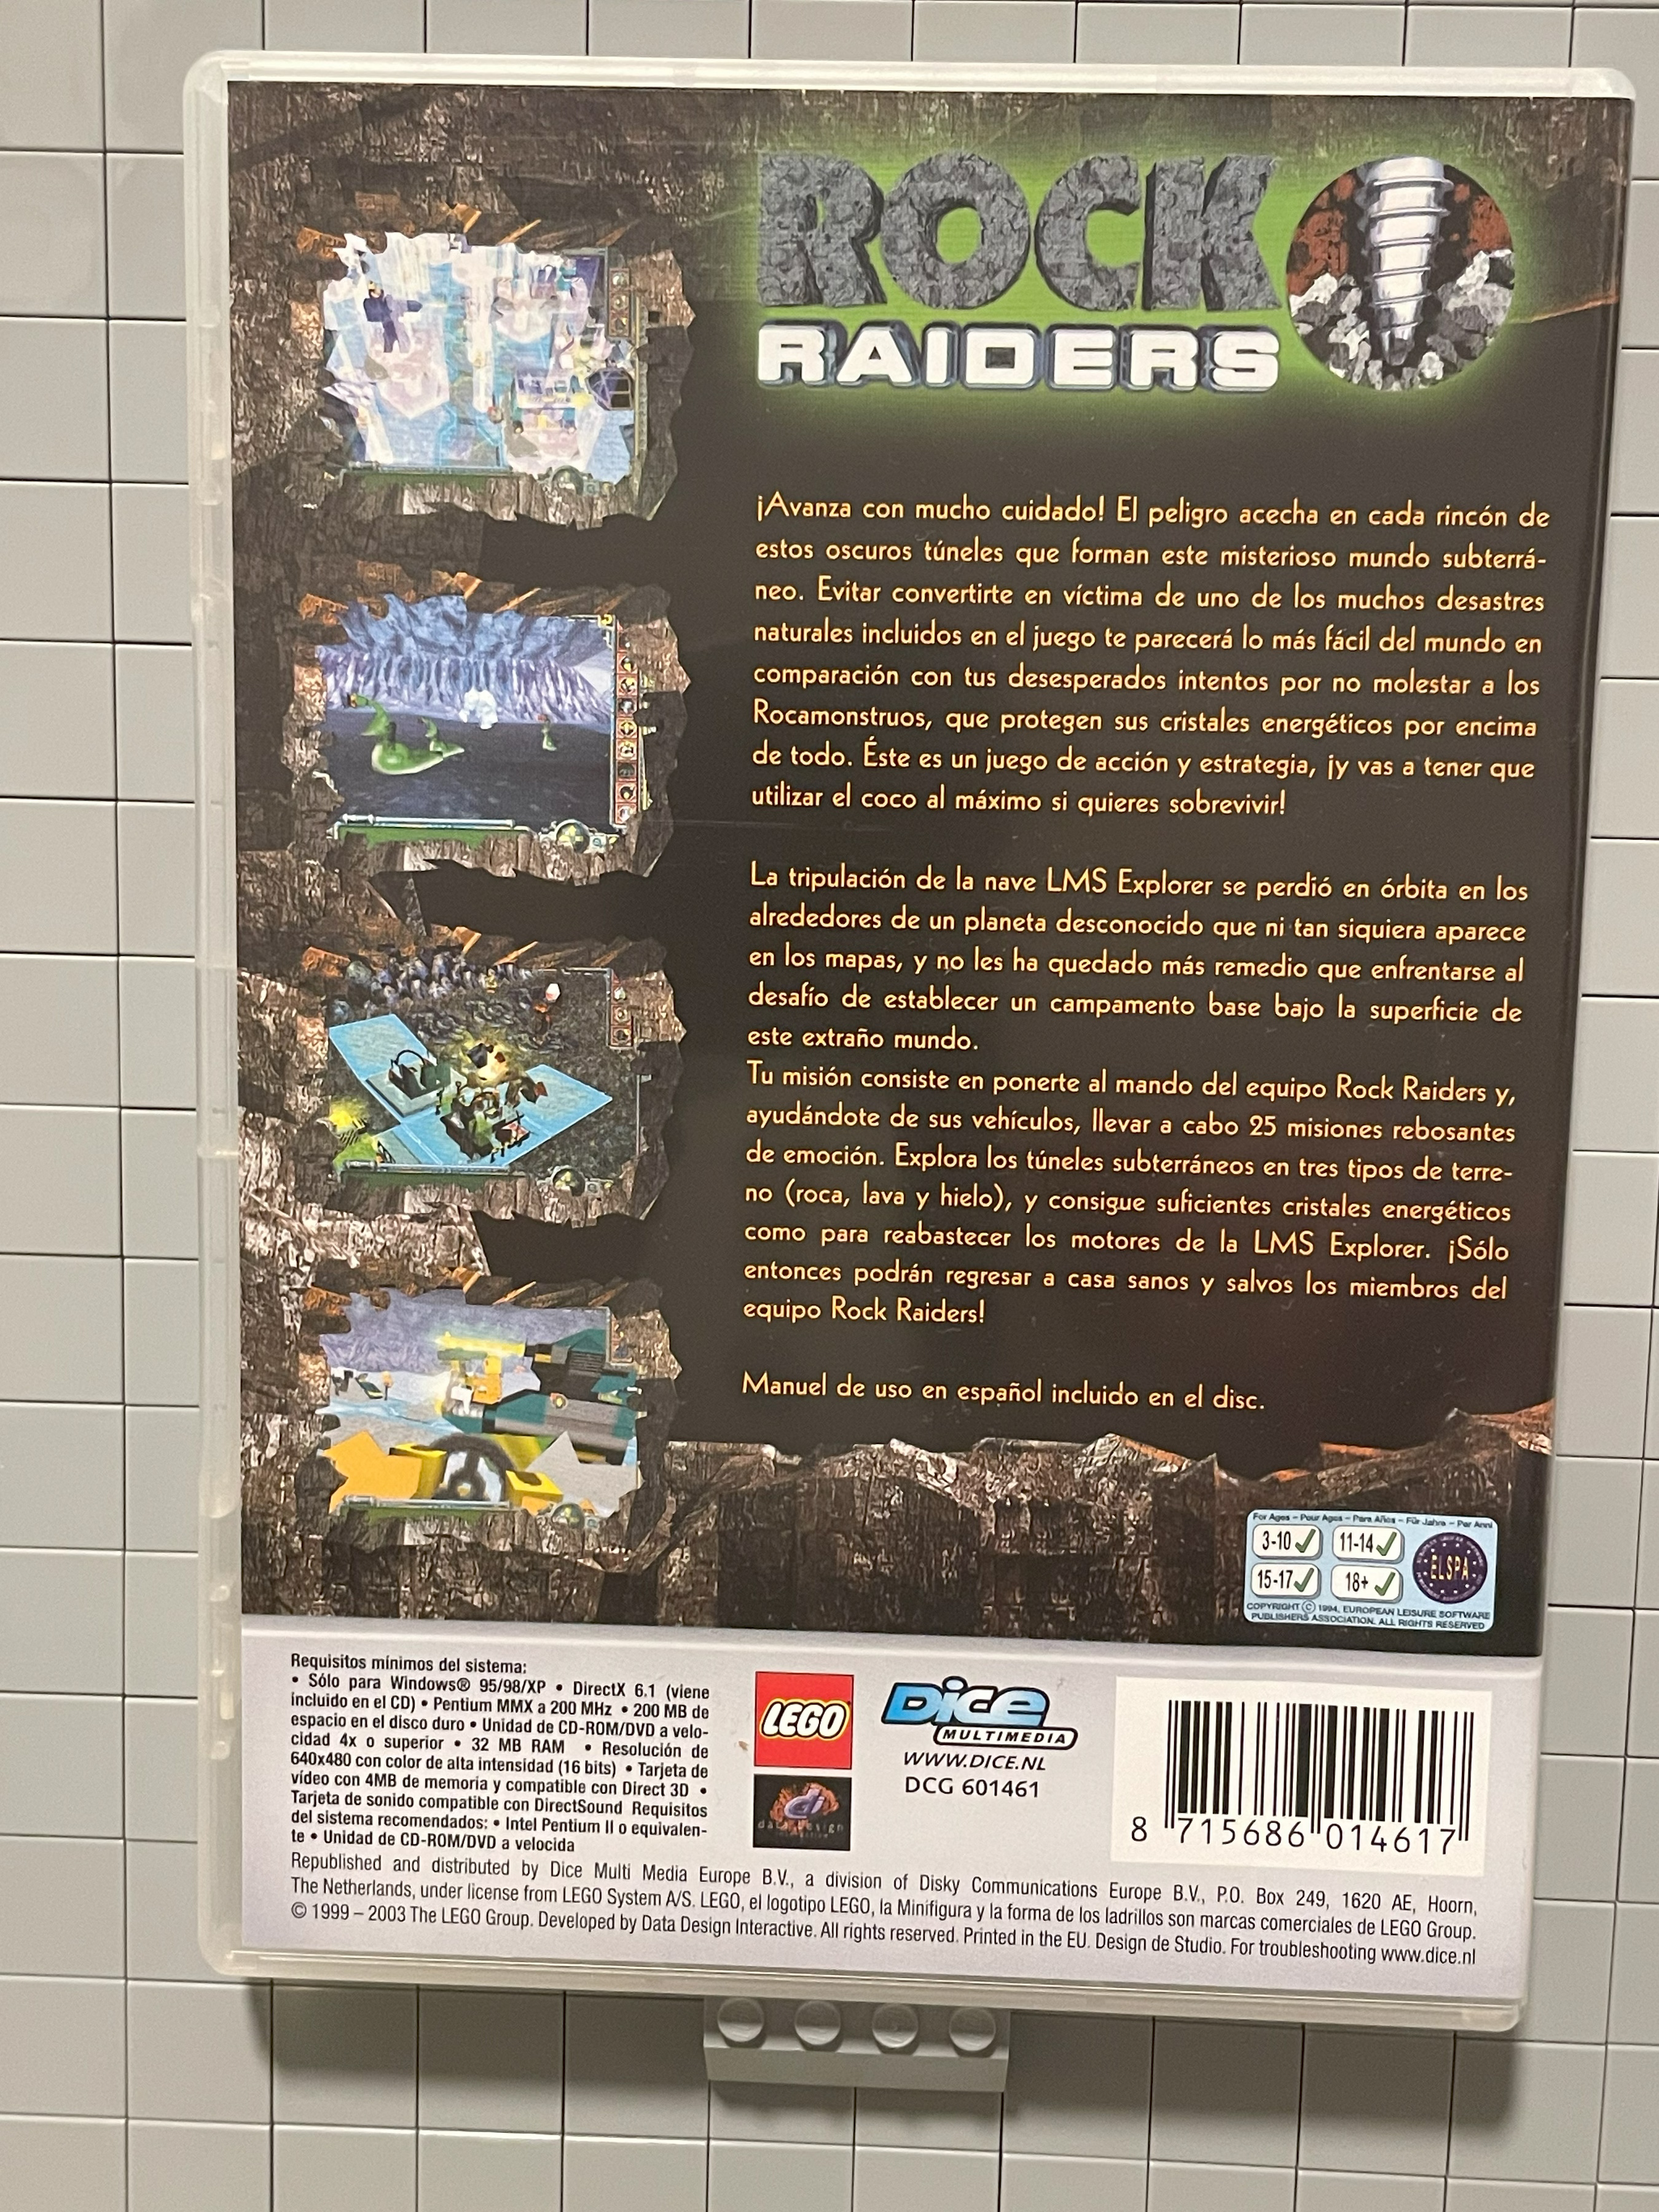 ROCK
RAIDERS
¡Avanza con mucho cuidado! El peligro acecha en cada rincón de
estos oscuros túneles que forman este misterioso mundo subterrá-
neo. Evitar convertirte en víctima de uno de los muchos desastres
naturales incluidos en el juego te parecerá lo más fácil del mundo en
comparación con tus desesperados intentos por no molestar a los
Rocamonstruos, que protegen sus cristales energéticos por encima
de todo. Éste es un juego de acción y estrategia, ¡y vas a tener que
utilizar el coco al máximo si quieres sobrevivir!
La tripulación de la nave LMS Explorer se perdió en órbita en los
alrededores de un planeta desconocido que ni tan siquiera aparece
en los mapas, y no les ha quedado más remedio que enfrentarse al
desafío de establecer un campamento base bajo la superficie de
este extraño mundo.
Tu misión consiste en ponerte al mando del equipo Rock Raiders y,
ayudándote de sus vehículos, llevar a cabo 25 misiones rebosantes
de emoción. Explora los túneles subterráneos en tres tipos de terre-
no (roca, lava y hielo), y consigue suficientes cristales energéticos
como para reabastecer los motores de la LMS Explorer. ¡Sólo
entonces podrán regresar a casa sanos y salvos los miembros del
equipo Rock Raiders!
Manuel de uso en español incluido en el disc.
For Ages – Pour Ages – Para Años – Für Jahre – Per Anni
3-10 11-14
15-17 18+
ELSPA
COPYRIGHT © 1994, EUROPEAN LEISURE SOFTWARE
PUBLISHERS ASSOCIATION. ALL RIGHTS RESERVED
Requisitos mínimos del sistema:
• Sólo para Windows® 95/98/XP • DirectX 6.1 (viene
incluido en el CD) • Pentium MMX a 200 MHz • 200 MB de
espacio en el disco duro • Unidad de CD-ROM/DVD a velo-
cidad 4x o superior • 32 MB RAM • Resolución de
640x480 con color de alta intensidad (16 bits) • Tarjeta de
vídeo con 4MB de memoria y compatible con Direct 3D •
Tarjeta de sonido compatible con DirectSound Requisitos
del sistema recomendados: • Intel Pentium II o equivalen-
te • Unidad de CD-ROM/DVD a velocida
LEGO
di
data design
Dice
MULTIMEDIA
WWW.DICE.NL
DCG 601461
8 715686 014617
Republished and distributed by Dice Multi Media Europe B.V., a division of Disky Communications Europe B.V., P.O. Box 249, 1620 AE, Hoorn,
The Netherlands, under license from LEGO System A/S. LEGO, el logotipo LEGO, la Minifigura y la forma de los ladrillos son marcas comerciales de LEGO Group.
© 1999 – 2003 The LEGO Group. Developed by Data Design Interactive. All rights reserved. Printed in the EU. Design de Studio. For troubleshooting www.dice.nl